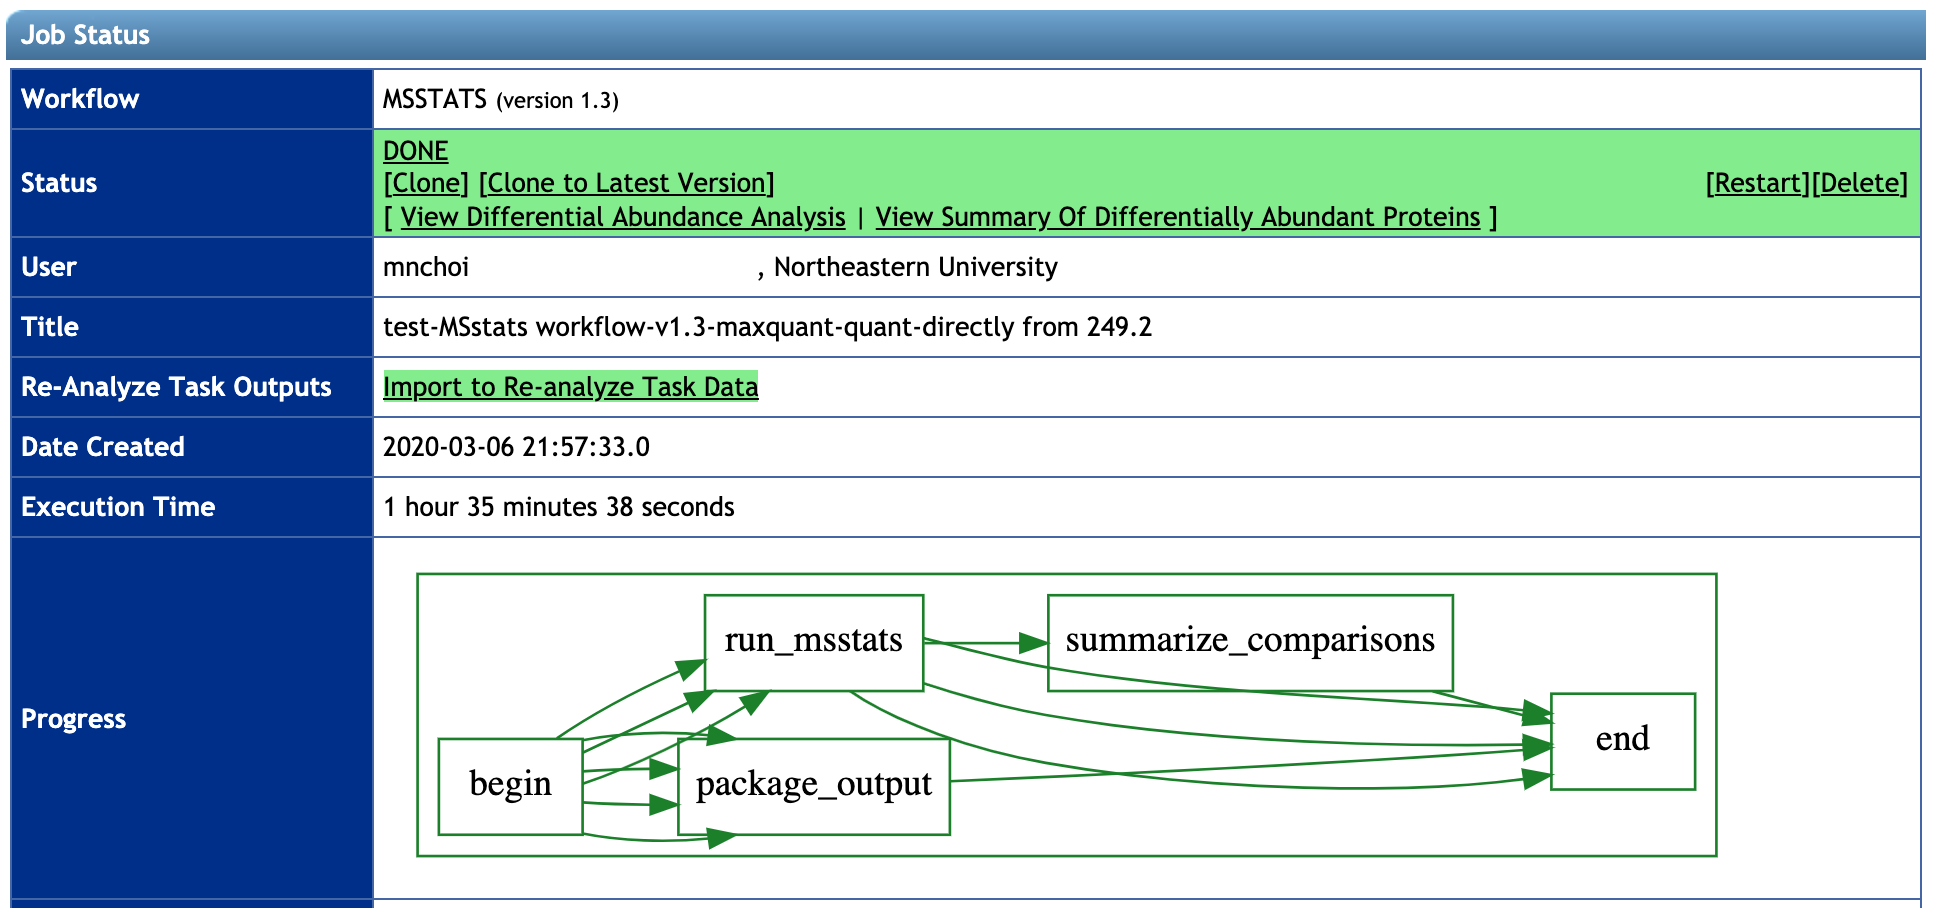 Job Status
Workflow
MSSTATS (version 1.3)
Status
DONE
[Clone] [Clone to Latest Version] [Restart][Delete]
[ View Differential Abundance Analysis | View Summary Of Differentially Abundant Proteins ]
User
mnchoi , Northeastern University
Title
test-MSstats workflow-v1.3-maxquant-quant-directly from 249.2
Re-Analyze Task Outputs
Import to Re-analyze Task Data
Date Created
2020-03-06 21:57:33.0
Execution Time
1 hour 35 minutes 38 seconds
Progress
run_msstats
summarize_comparisons
begin
package_output
end